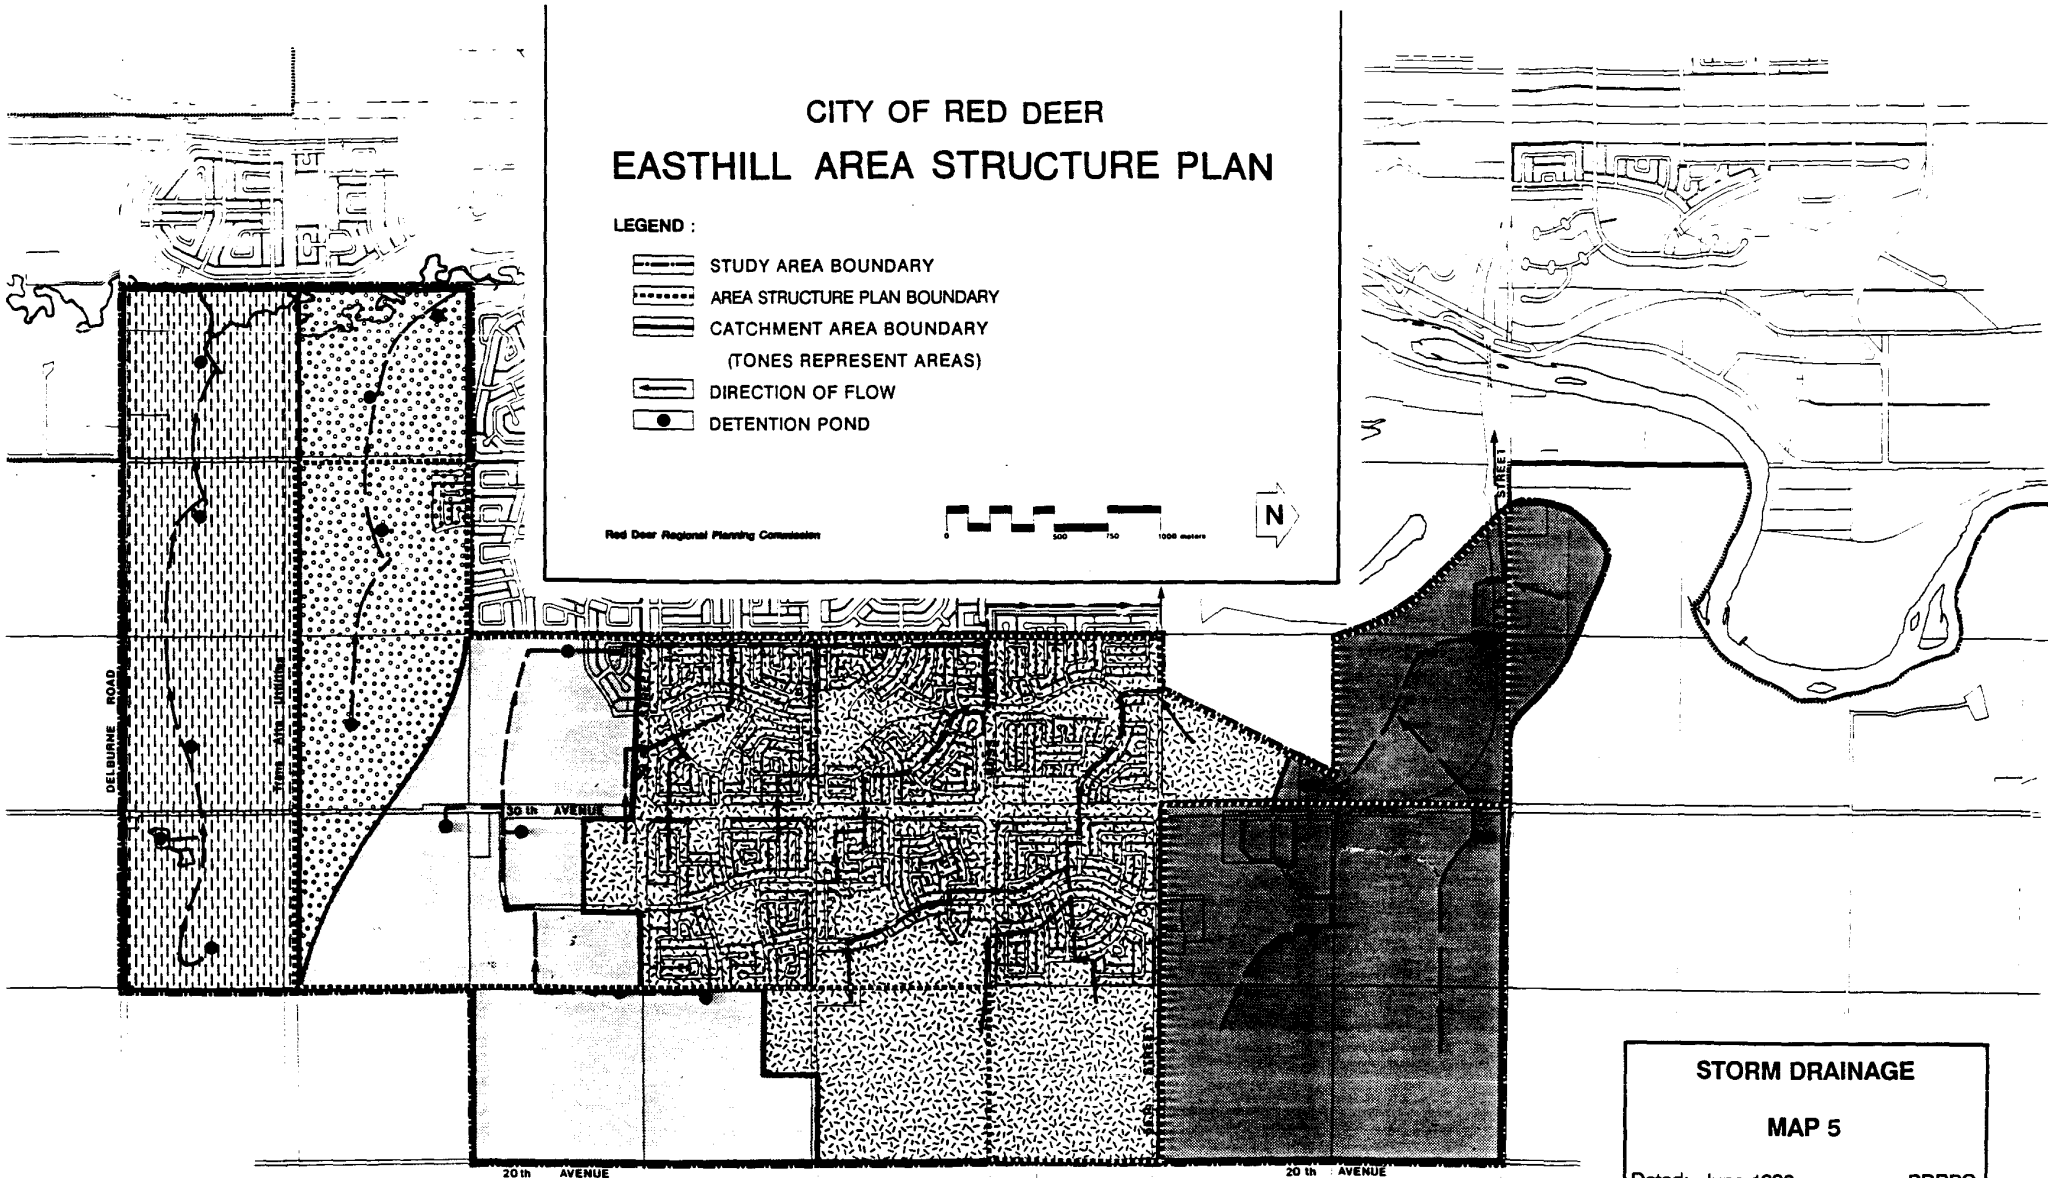 CITY OF RED DEER
EASTHILL AREA STRUCTURE PLAN
LEGEND :
STUDY AREA BOUNDARY
AREA STRUCTURE PLAN BOUNDARY
CATCHMENT AREA BOUNDARY
(TONES REPRESENT AREAS)
DIRECTION OF FLOW
DETENTION POND
Red Deer Regional Planning Commission
0 500 750 1000 meters
N
STREET
DELBURNE ROAD
30 th AVENUE
STREET
20 th AVENUE
20 th AVENUE
STORM DRAINAGE
MAP 5